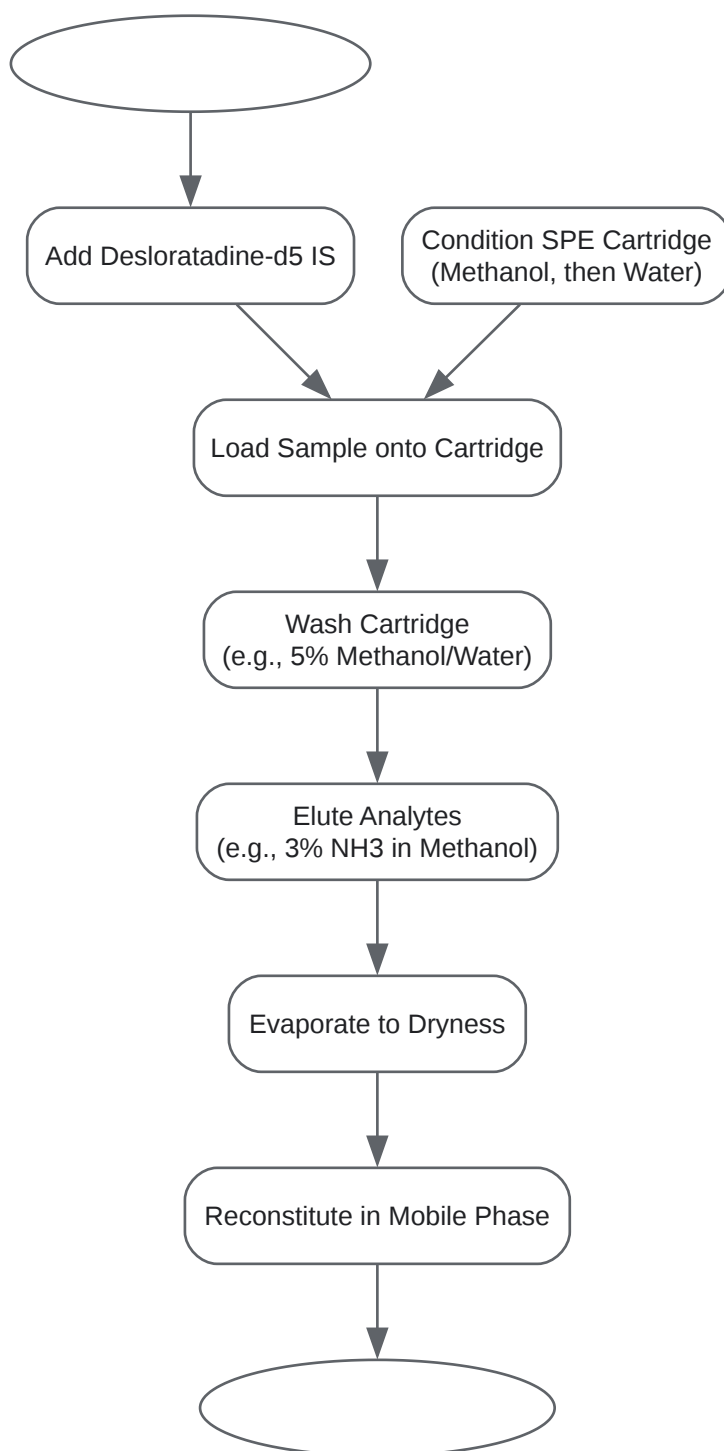 Add Desloratadine-d5 IS
Condition SPE Cartridge
(Methanol, then Water)
Load Sample onto Cartridge
Wash Cartridge
(e.g., 5% Methanol/Water)
Elute Analytes
(e.g., 3% NH3 in Methanol)
Evaporate to Dryness
Reconstitute in Mobile Phase